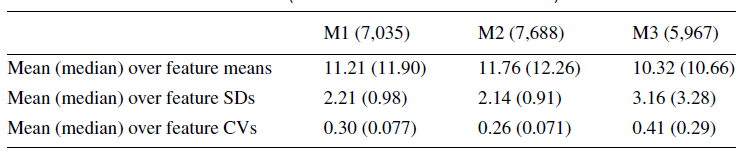 M1 (7,035) M2 (7,688) M3 (5,967)
Mean (median) over feature means 11.21 (11.90) 11.76 (12.26) 10.32 (10.66)
Mean (median) over feature SDs 2.21 (0.98) 2.14 (0.91) 3.16 (3.28)
Mean (median) over feature CVs 0.30 (0.077) 0.26 (0.071) 0.41 (0.29)